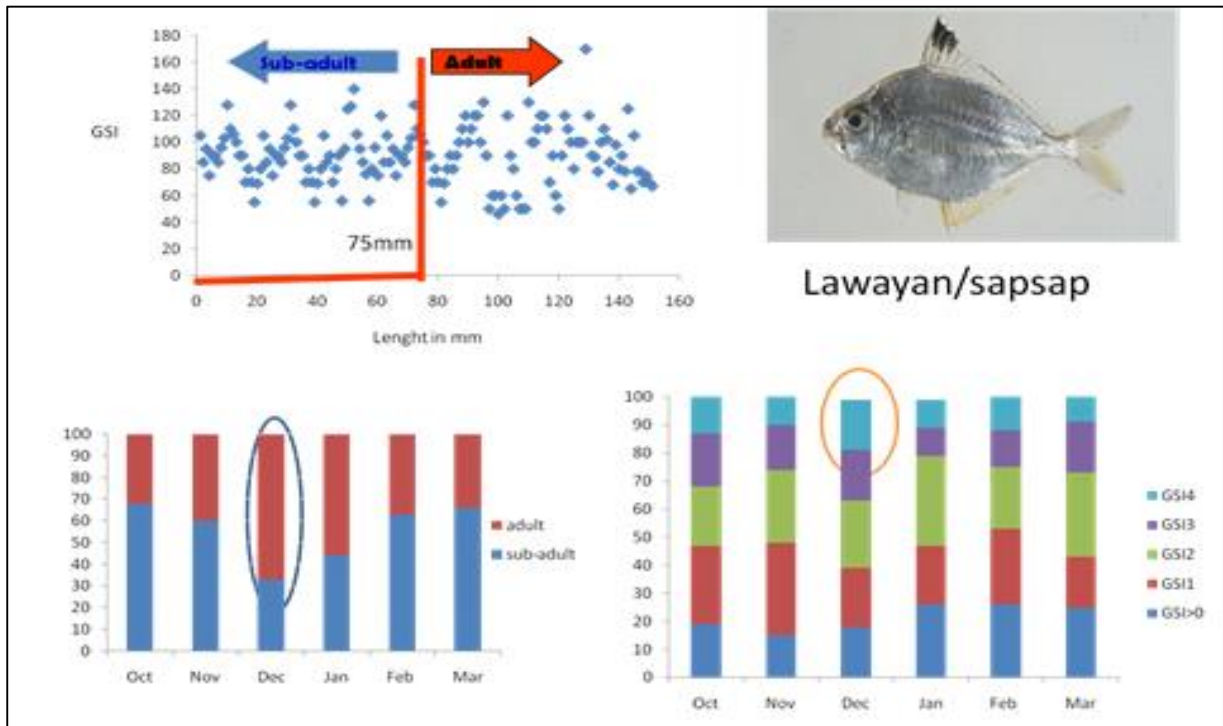 180
160
140
120
100
80
60
40
20
0
GSI
Sub-adult
Adult
75mm
0 20 40 60 80 100 120 140 160
Lenght in mm
Lawayan/sapsap
100
90
80
70
60
50
40
30
20
10
0
Oct Nov Dec Jan Feb Mar
adult
sub-adult
100
90
80
70
60
50
40
30
20
10
0
Oct Nov Dec Jan Feb Mar
GSI4
GSI3
GSI2
GSI1
GSI>0